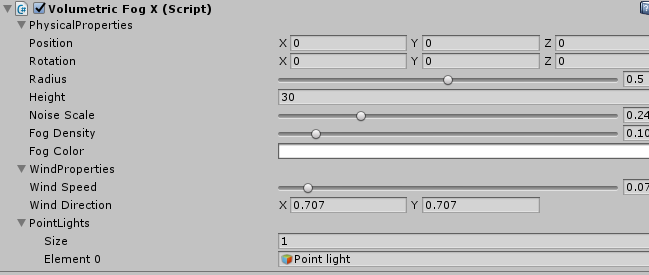 Volumetric Fog X (Script)
PhysicalProperties
Position X 0 Y 0 Z 0
Rotation X 0 Y 0 Z 0
Radius 0.5
Height 30
Noise Scale 0.24
Fog Density 0.10
Fog Color
WindProperties
Wind Speed 0.07
Wind Direction X 0.707 Y 0.707
PointLights
Size 1
Element 0 Point light